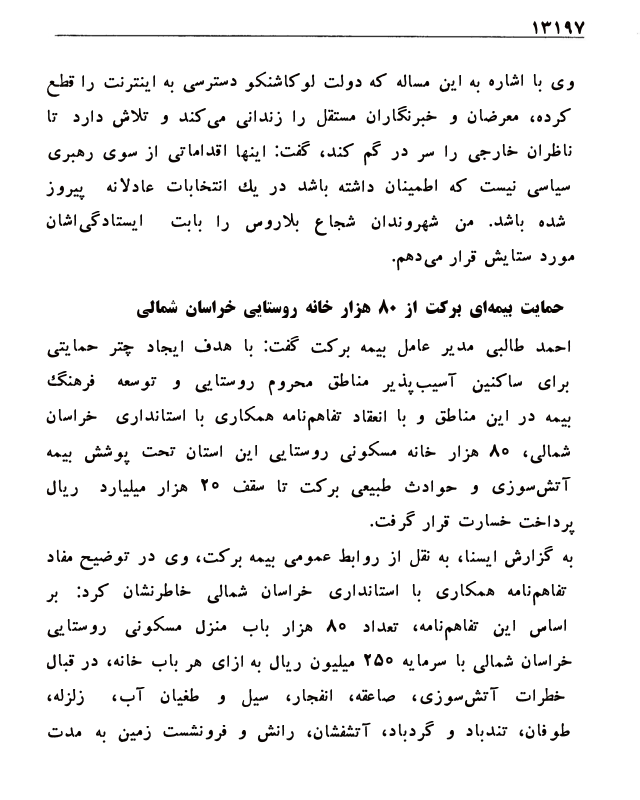 ۱۳۱۹۷
وی با اشاره به این مساله که دولت لوکاشنکو دسترسی به اینترنت را قطع
کرده، معرضان و خبرنگاران مستقل را زندانی می‌کند و تلاش دارد تا
ناظران خارجی را سر در گم کند، گفت: اینها اقداماتی از سوی رهبری
سیاسی نیست که اطمینان داشته باشد در یك انتخابات عادلانه پیروز
شده باشد. من شهروندان شجاع بلاروس را بابت ایستادگی‌اشان
مورد ستایش قرار می‌دهم.
حمایت بیمه‌ای برکت از ۸۰ هزار خانه روستایی خراسان شمالی
احمد طالبی مدیر عامل بیمه برکت گفت: با هدف ایجاد چتر حمایتی
برای ساکنین آسیب‌پذیر مناطق محروم روستایی و توسعه فرهنگ
بیمه در این مناطق و با انعقاد تفاهم‌نامه همکاری با استانداری خراسان
شمالی، ۸۰ هزار خانه مسکونی روستایی این استان تحت پوشش بیمه
آتش‌سوزی و حوادث طبیعی برکت تا سقف ۲۰ هزار میلیارد ریال
پرداخت خسارت قرار گرفت.
به گزارش ایسنا، به نقل از روابط عمومی بیمه برکت، وی در توضیح مفاد
تفاهم‌نامه همکاری با استانداری خراسان شمالی خاطرنشان کرد: بر
اساس این تفاهم‌نامه، تعداد ۸۰ هزار باب منزل مسکونی روستایی
خراسان شمالی با سرمایه ۲۵۰ میلیون ریال به ازای هر باب خانه، در قبال
خطرات آتش‌سوزی، صاعقه، انفجار، سیل و طغیان آب، زلزله،
طوفان، تندباد و گردباد، آتشفشان، رانش و فرونشست زمین به مدت